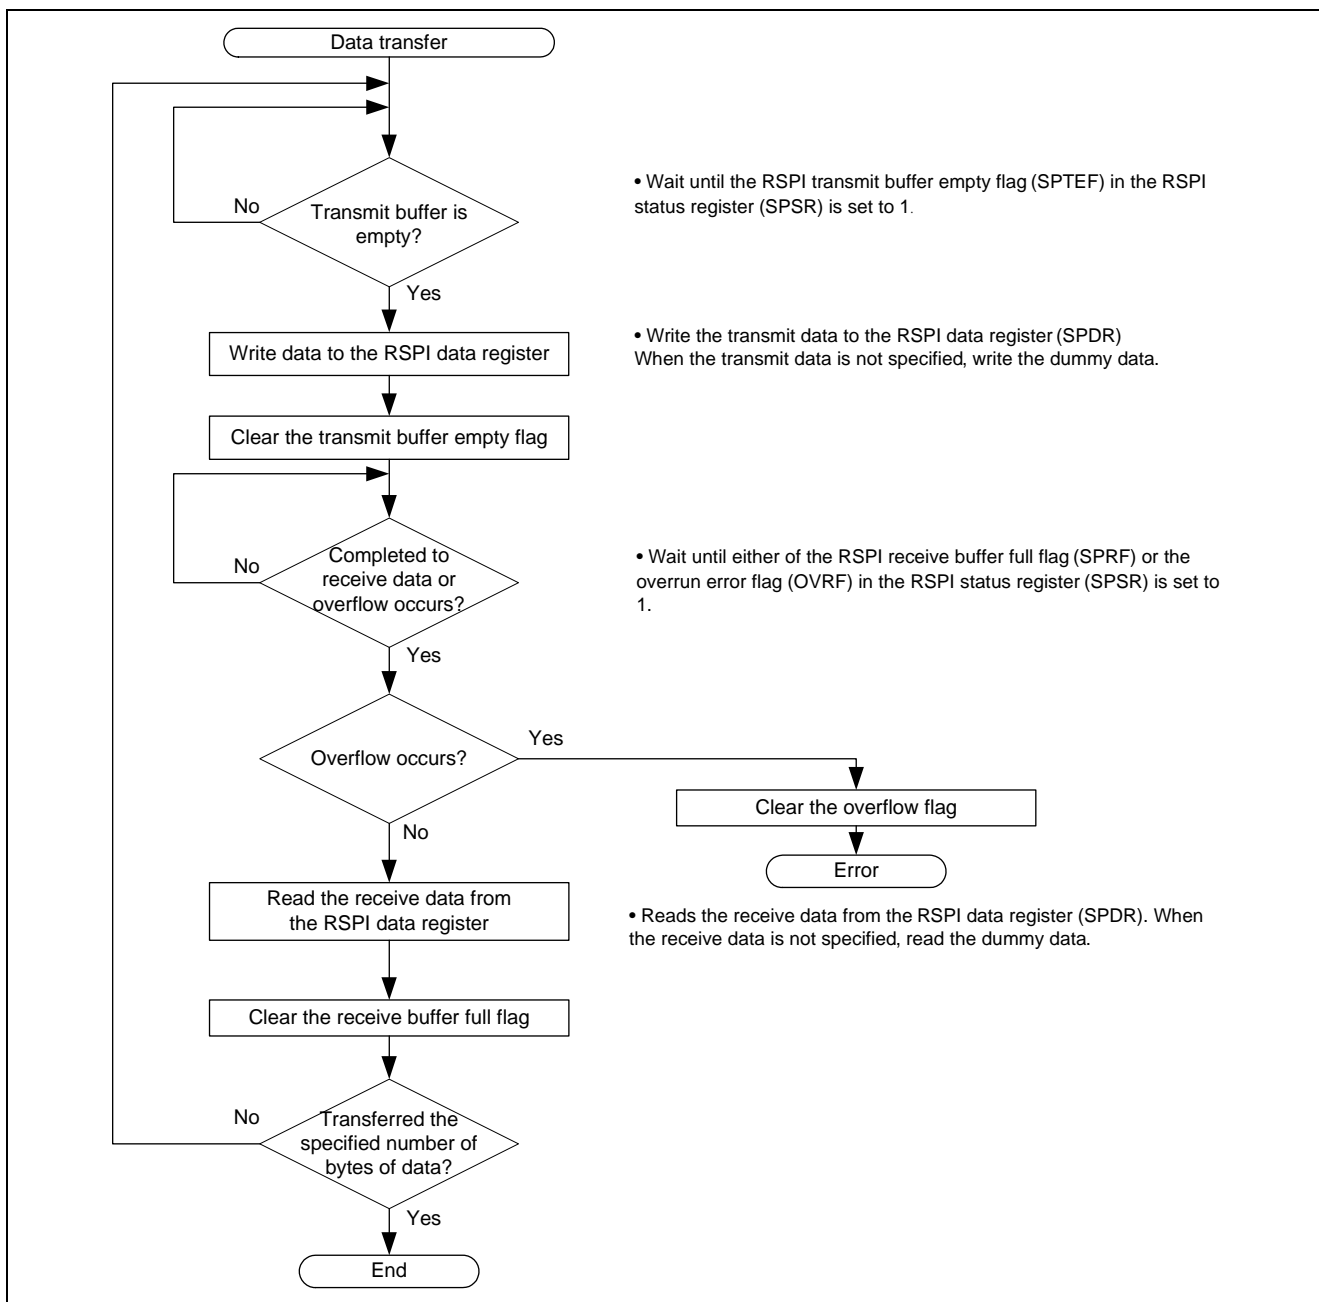 Data transfer
No
Transmit buffer is
empty?
• Wait until the RSPI transmit buffer empty flag (SPTEF) in the RSPI
status register (SPSR) is set to 1.
Yes
Write data to the RSPI data register
• Write the transmit data to the RSPI data register (SPDR)
When the transmit data is not specified, write the dummy data.
Clear the transmit buffer empty flag
No
Completed to
receive data or
overflow occurs?
• Wait until either of the RSPI receive buffer full flag (SPRF) or the
overrun error flag (OVRF) in the RSPI status register (SPSR) is set to
1.
Yes
Overflow occurs?
Yes
Clear the overflow flag
Error
No
Read the receive data from
the RSPI data register
• Reads the receive data from the RSPI data register (SPDR). When
the receive data is not specified, read the dummy data.
Clear the receive buffer full flag
No
Transferred the
specified number of
bytes of data?
Yes
End